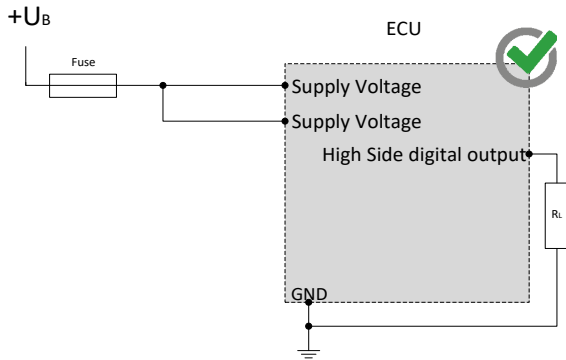 +UB
ECU
Fuse
Supply Voltage
Supply Voltage
High Side digital output
RL
GND